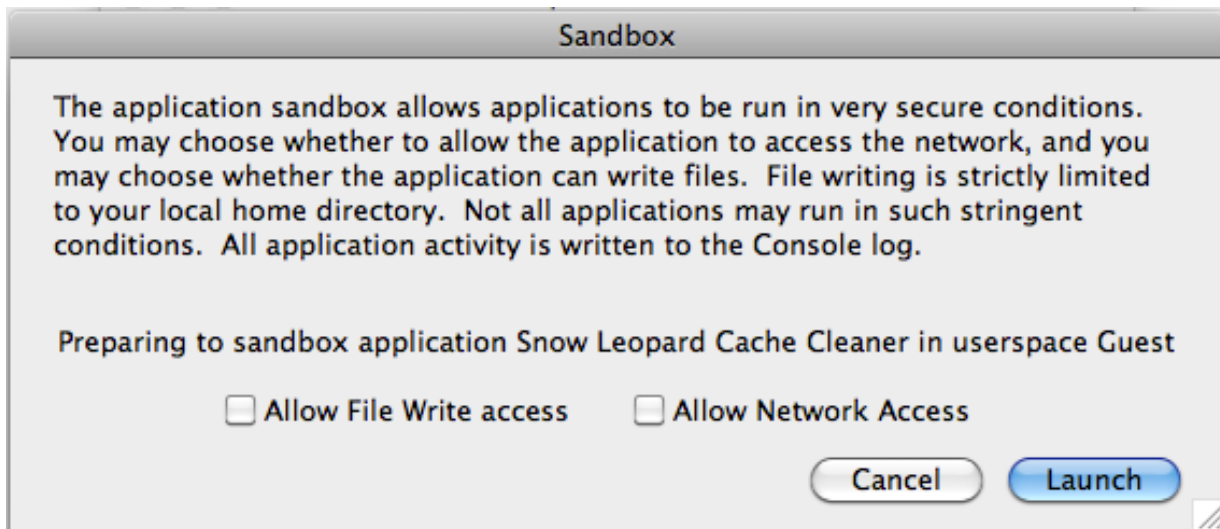 Sandbox
The application sandbox allows applications to be run in very secure conditions.
You may choose whether to allow the application to access the network, and you
may choose whether the application can write files.  File writing is strictly limited
to your local home directory.  Not all applications may run in such stringent
conditions.  All application activity is written to the Console log.
Preparing to sandbox application Snow Leopard Cache Cleaner in userspace Guest
Allow File Write access Allow Network Access
Cancel Launch